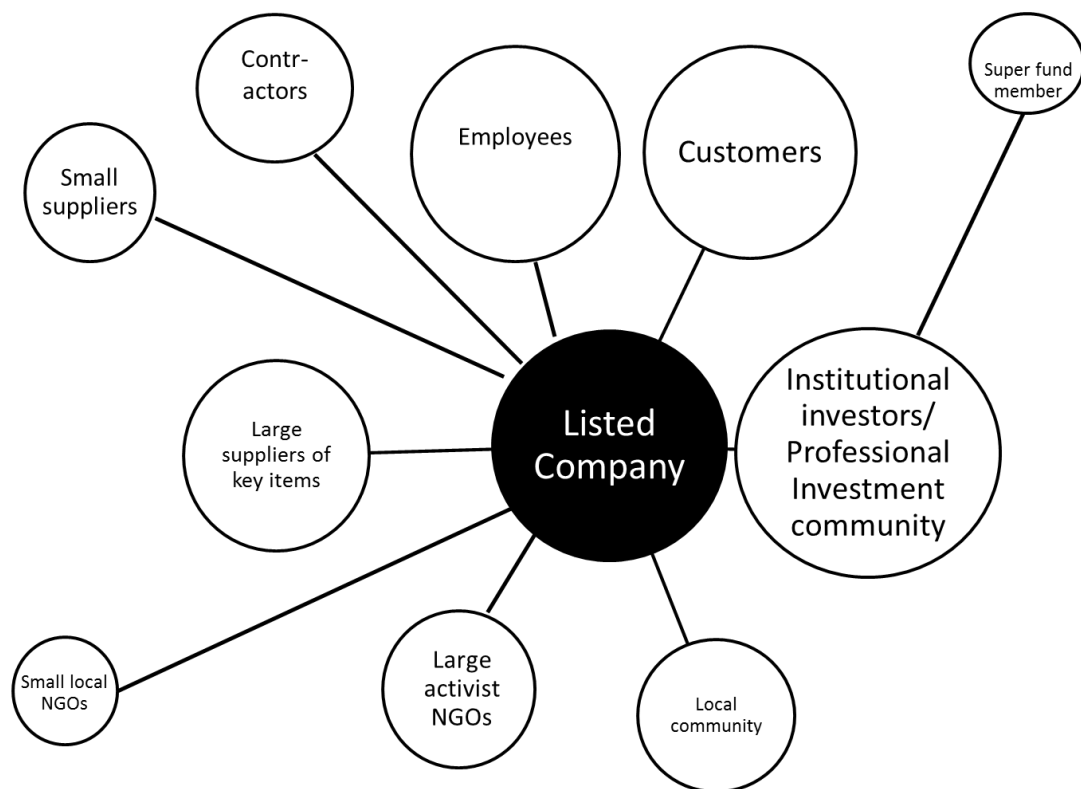 Contr-
actors
Super fund
member
Employees
Customers
Small
suppliers
Listed
Company
Institutional
investors/
Professional
Investment
community
Large
suppliers of
key items
Small local
NGOs
Large
activist
NGOs
Local
community